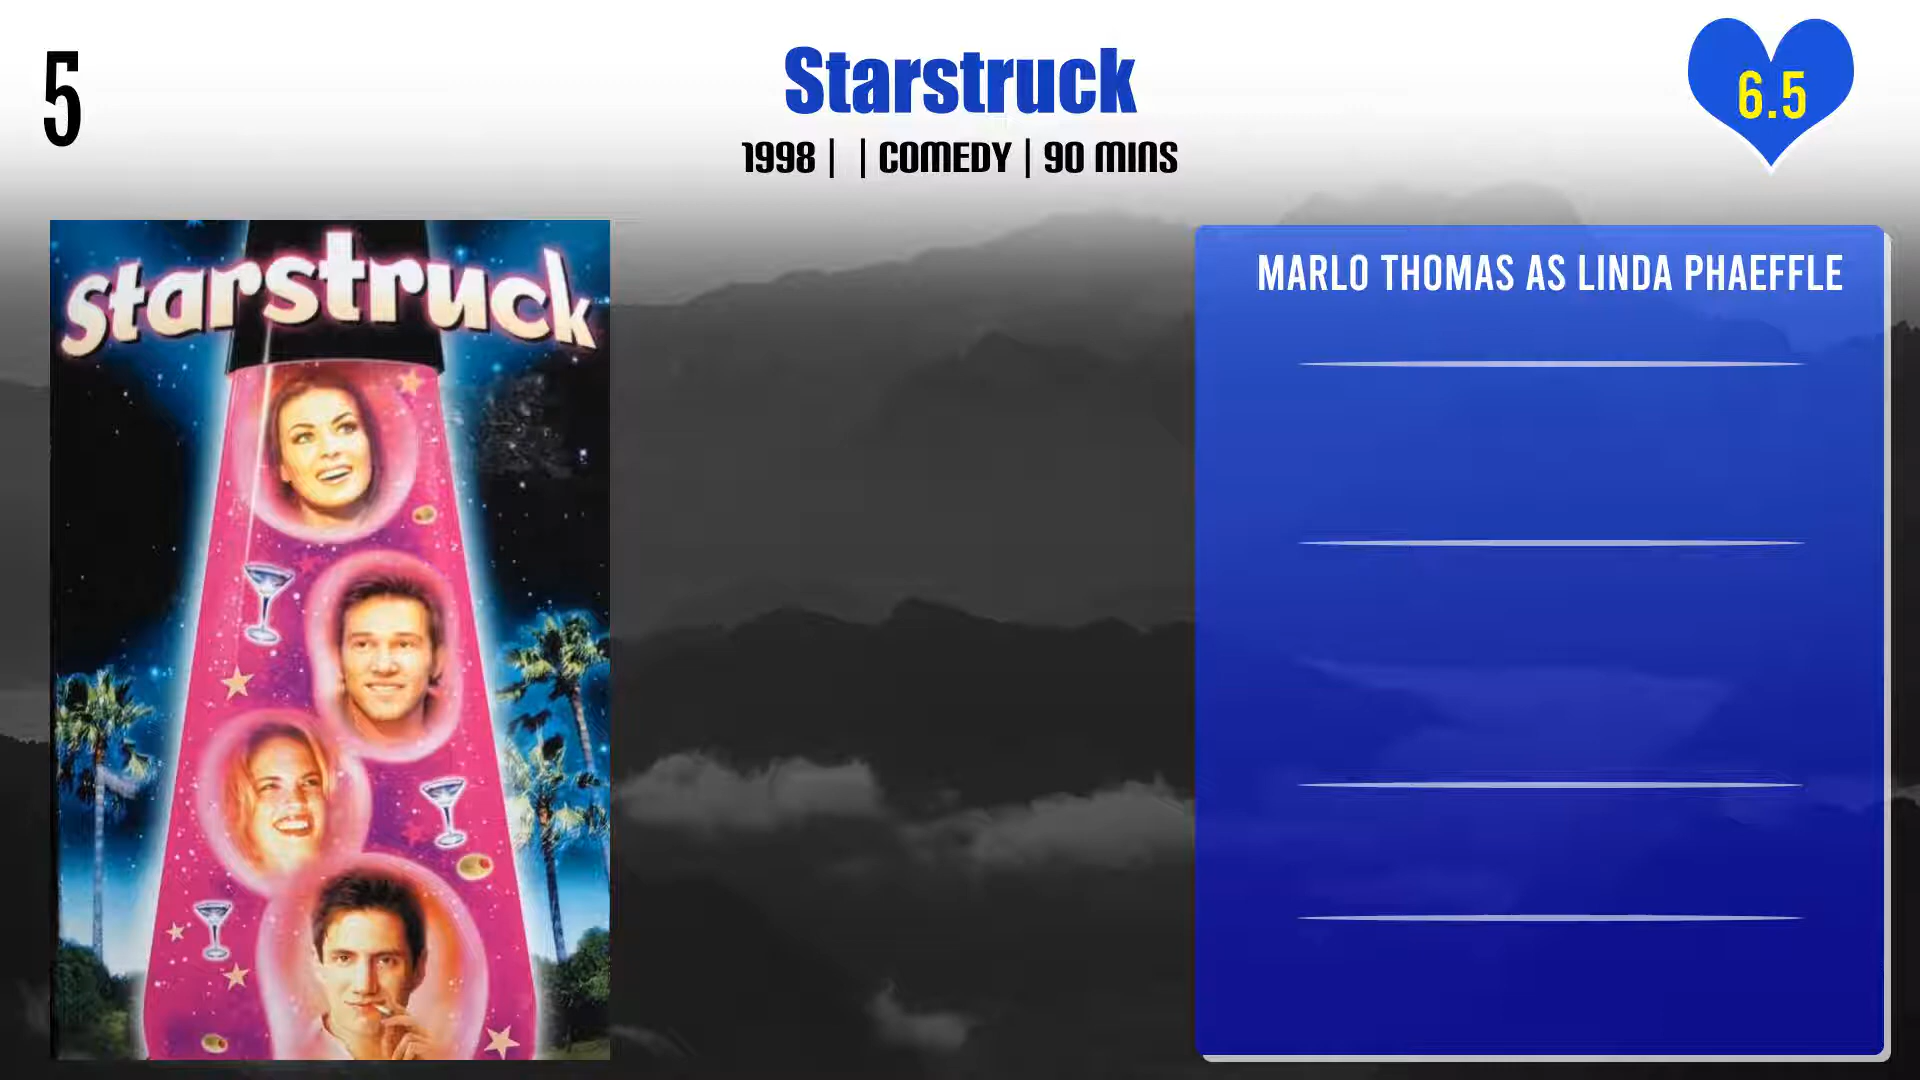 5
Starstruck
6.5
1998 | | COMEDY | 90 MINS
Starstruck
MARLO THOMAS AS LINDA PHAEFFLE